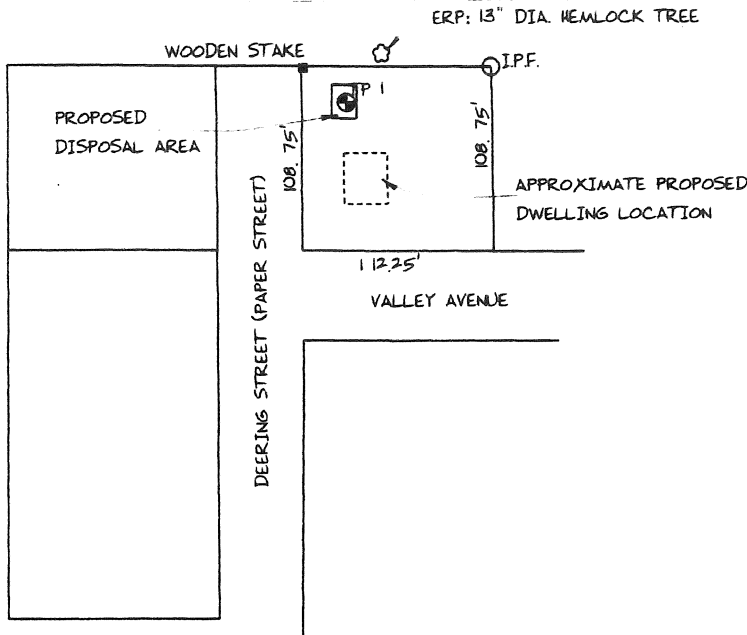 ERP: 13" DIA. HEMLOCK TREE
WOODEN STAKE
I.P.F.
TP 1
PROPOSED
DISPOSAL AREA
108. 75'
108. 75'
APPROXIMATE PROPOSED
DWELLING LOCATION
112.25'
VALLEY AVENUE
DEERING STREET (PAPER STREET)